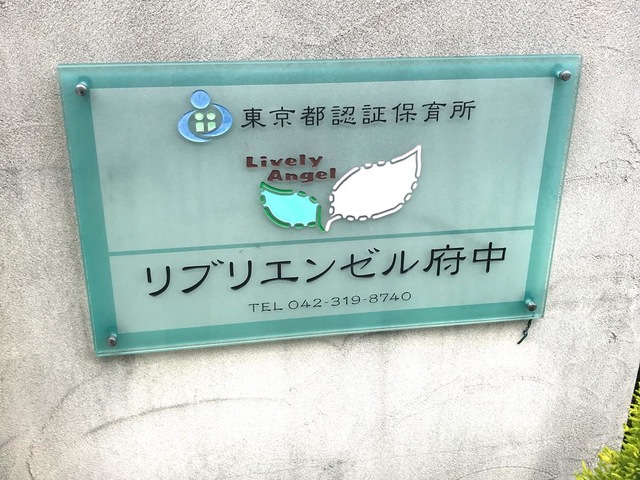 東京都認証保育所
Lively
Angel
リブリエンゼル府中
TEL 042-319-8740